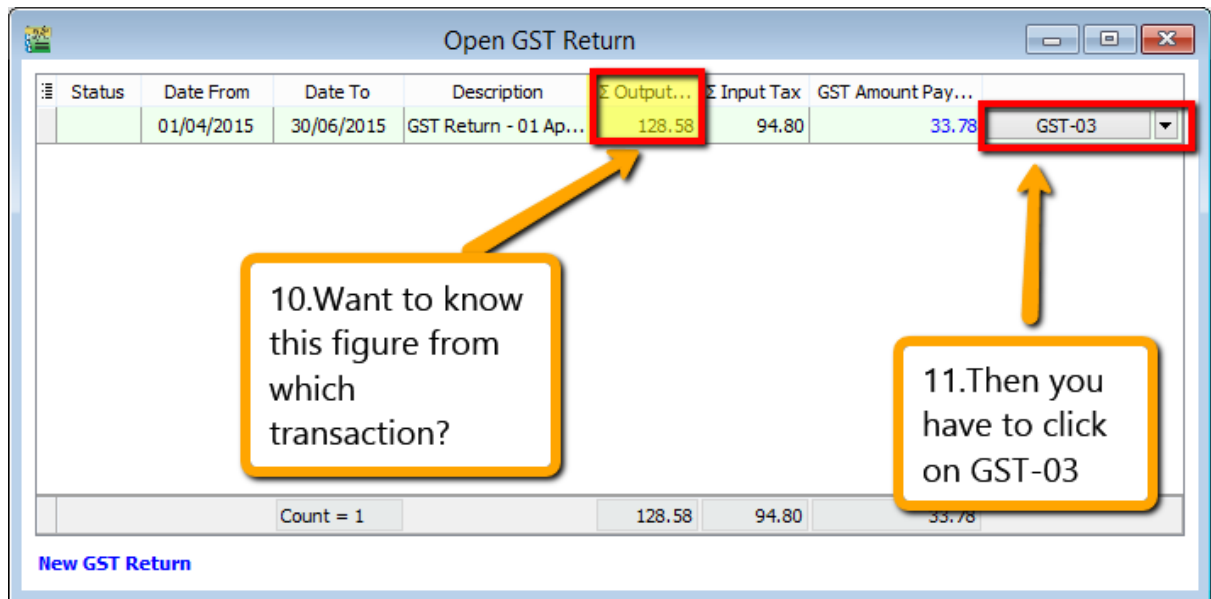 Open GST Return
Status Date From Date To Description Σ Output... Σ Input Tax GST Amount Pay...
01/04/2015 30/06/2015 GST Return - 01 Ap... 128.58 94.80 33.78 GST-03
10.Want to know
this figure from
which
transaction?
11.Then you
have to click
on GST-03
Count = 1 128.58 94.80 33.78
New GST Return